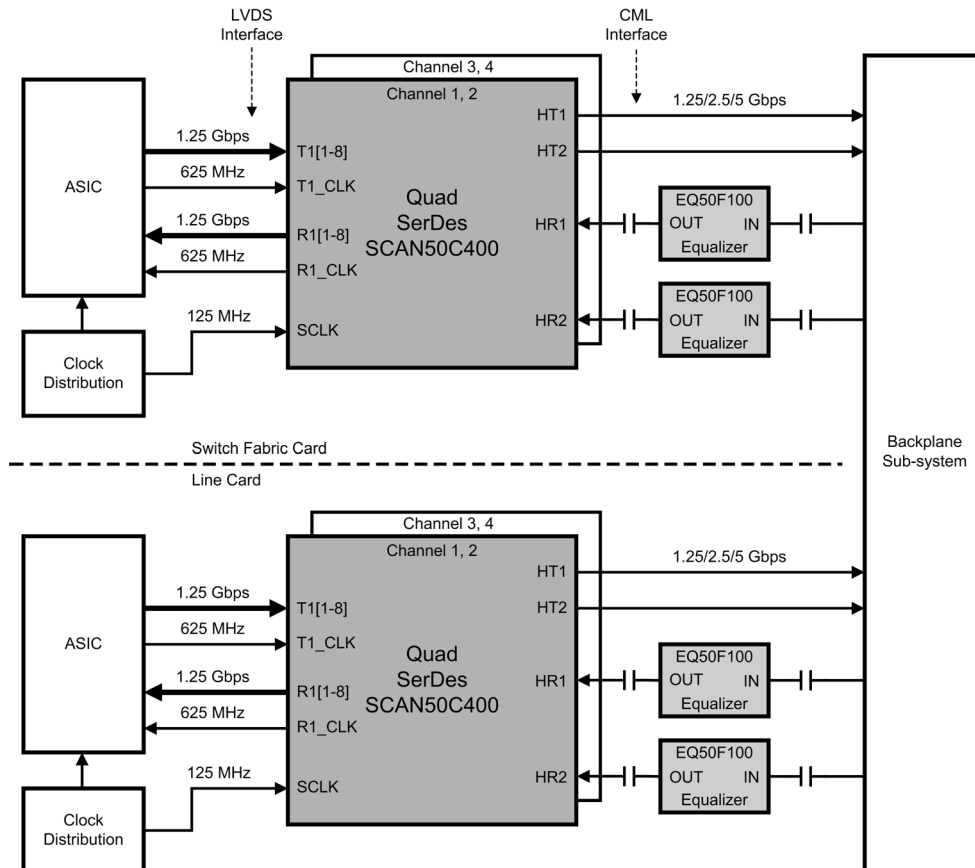 LVDS
Interface
CML
Interface
Channel 3, 4
Channel 1, 2
HT1
1.25/2.5/5 Gbps
1.25 Gbps
T1[1-8]
HT2
ASIC
625 MHz
T1_CLK
Quad
SerDes
SCAN50C400
EQ50F100
OUT IN
Equalizer
1.25 Gbps
R1[1-8]
HR1
625 MHz
R1_CLK
EQ50F100
OUT IN
Equalizer
125 MHz
SCLK
HR2
Clock
Distribution
Switch Fabric Card
Backplane
Sub-system
Line Card
Channel 3, 4
Channel 1, 2
HT1
1.25/2.5/5 Gbps
1.25 Gbps
T1[1-8]
HT2
ASIC
625 MHz
T1_CLK
Quad
SerDes
SCAN50C400
EQ50F100
OUT IN
Equalizer
1.25 Gbps
R1[1-8]
HR1
625 MHz
R1_CLK
EQ50F100
OUT IN
Equalizer
125 MHz
SCLK
HR2
Clock
Distribution